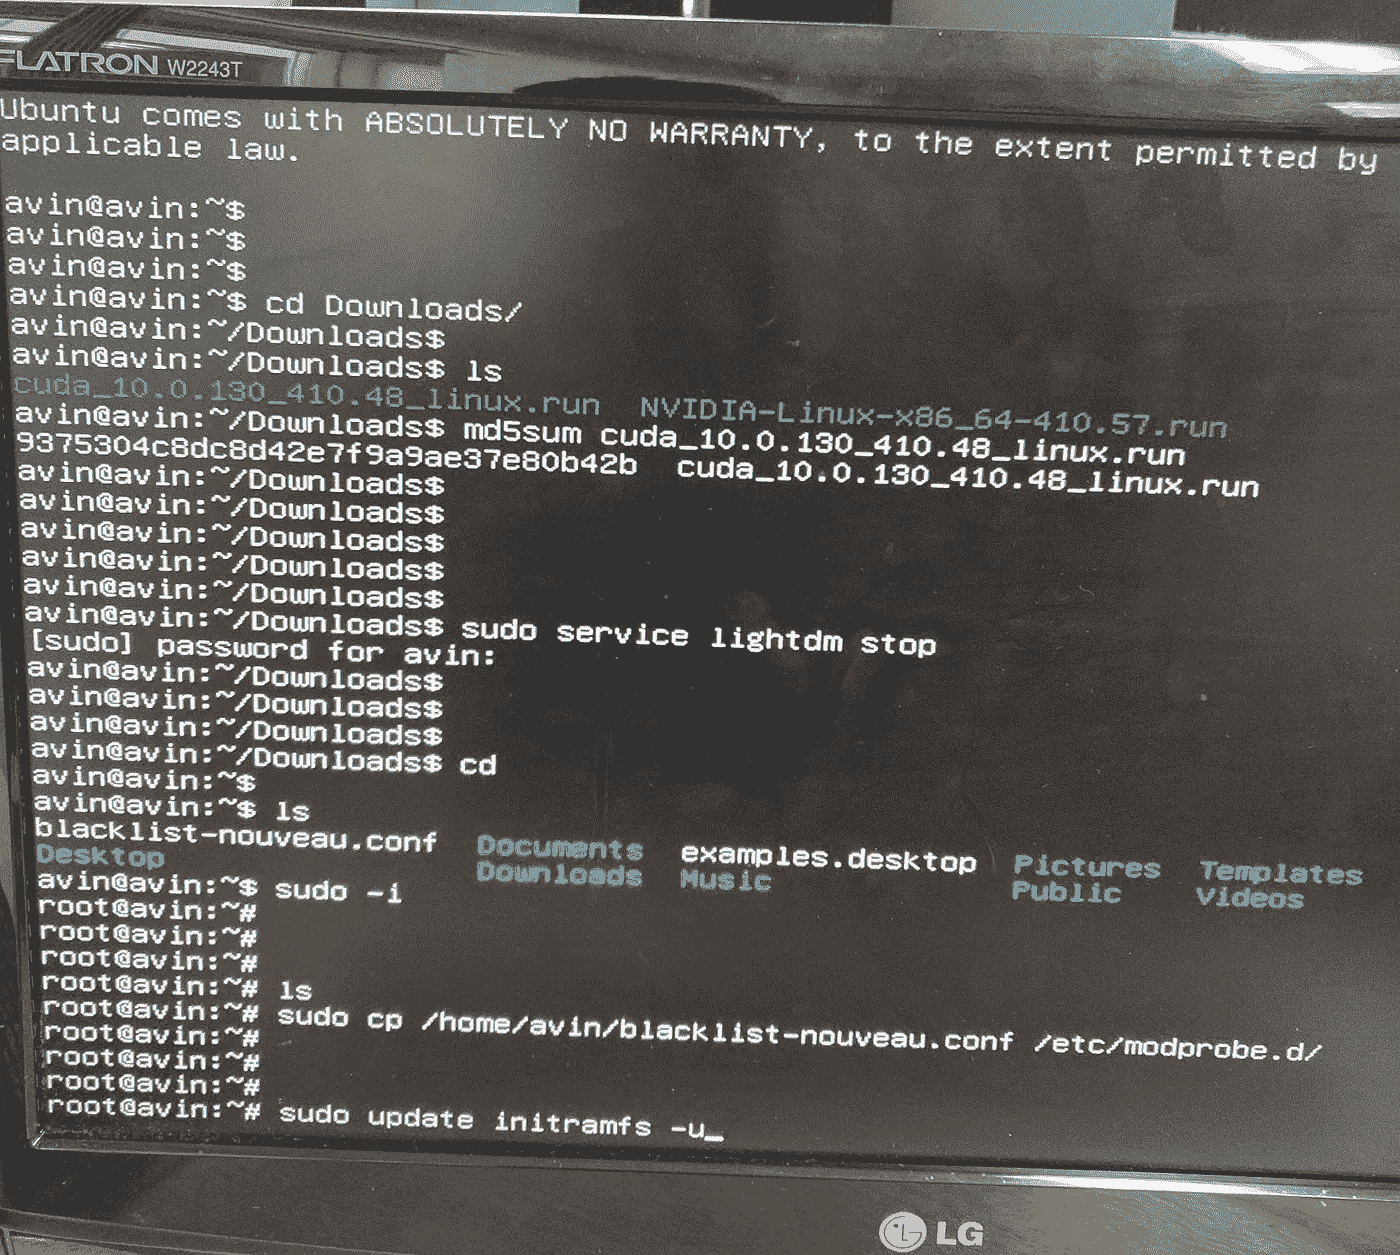 FLATRON W2243T
Ubuntu comes with ABSOLUTELY NO WARRANTY, to the extent permitted by
applicable law.
avin@avin:~$
avin@avin:~$
avin@avin:~$
avin@avin:~$ cd Downloads/
avin@avin:~/Downloads$
avin@avin:~/Downloads$ ls
cuda_10.0.130_410.48_linux.run NVIDIA-Linux-x86_64-410.57.run
avin@avin:~/Downloads$ md5sum cuda_10.0.130_410.48_linux.run
9375304c8dc8d42e7f9a9ae37e80b42b cuda_10.0.130_410.48_linux.run
avin@avin:~/Downloads$
avin@avin:~/Downloads$
avin@avin:~/Downloads$
avin@avin:~/Downloads$
avin@avin:~/Downloads$
avin@avin:~/Downloads$ sudo service lightdm stop
[sudo] password for avin:
avin@avin:~/Downloads$
avin@avin:~/Downloads$
avin@avin:~/Downloads$
avin@avin:~/Downloads$ cd
avin@avin:~$
avin@avin:~$ ls
blacklist-nouveau.conf Documents examples.desktop Pictures Templates
Desktop Downloads Music Public Videos
avin@avin:~$ sudo -i
root@avin:~#
root@avin:~#
root@avin:~#
root@avin:~# ls
root@avin:~# sudo cp /home/avin/blacklist-nouveau.conf /etc/modprobe.d/
root@avin:~#
root@avin:~#
root@avin:~#
root@avin:~# sudo update initramfs -u_
LG